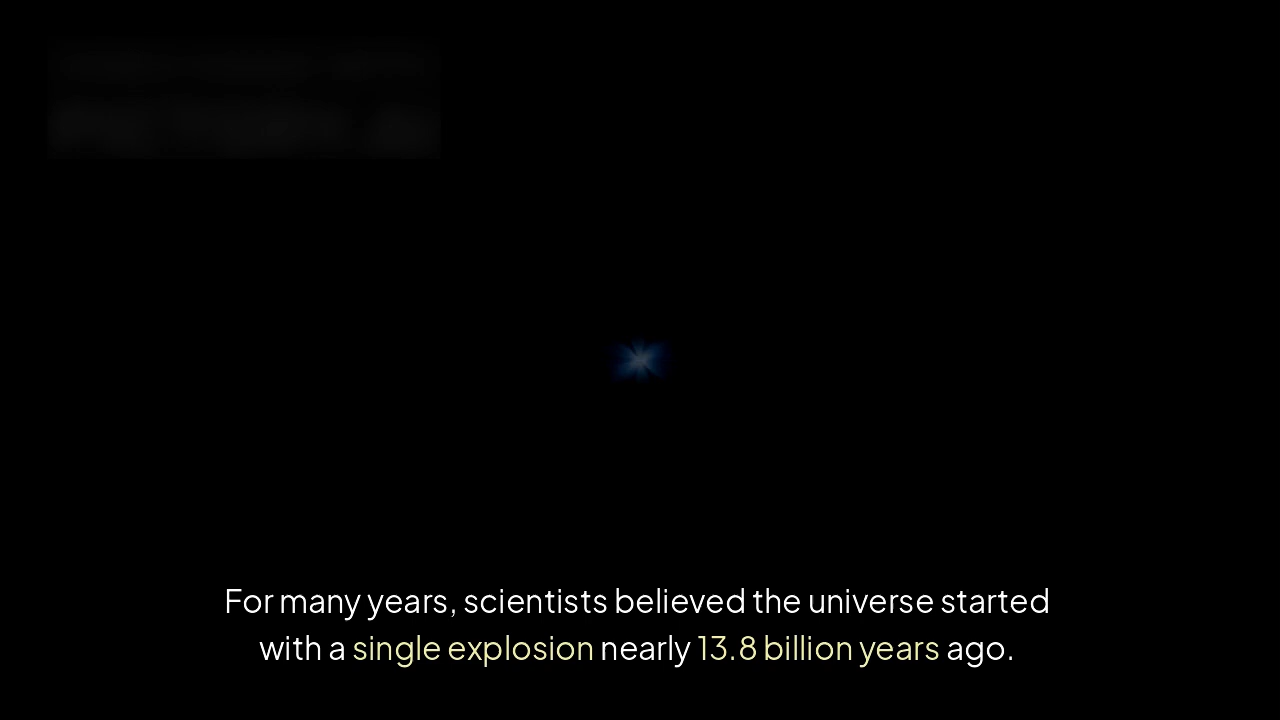 For many years, scientists believed the universe started
with a single explosion nearly 13.8 billion years ago.